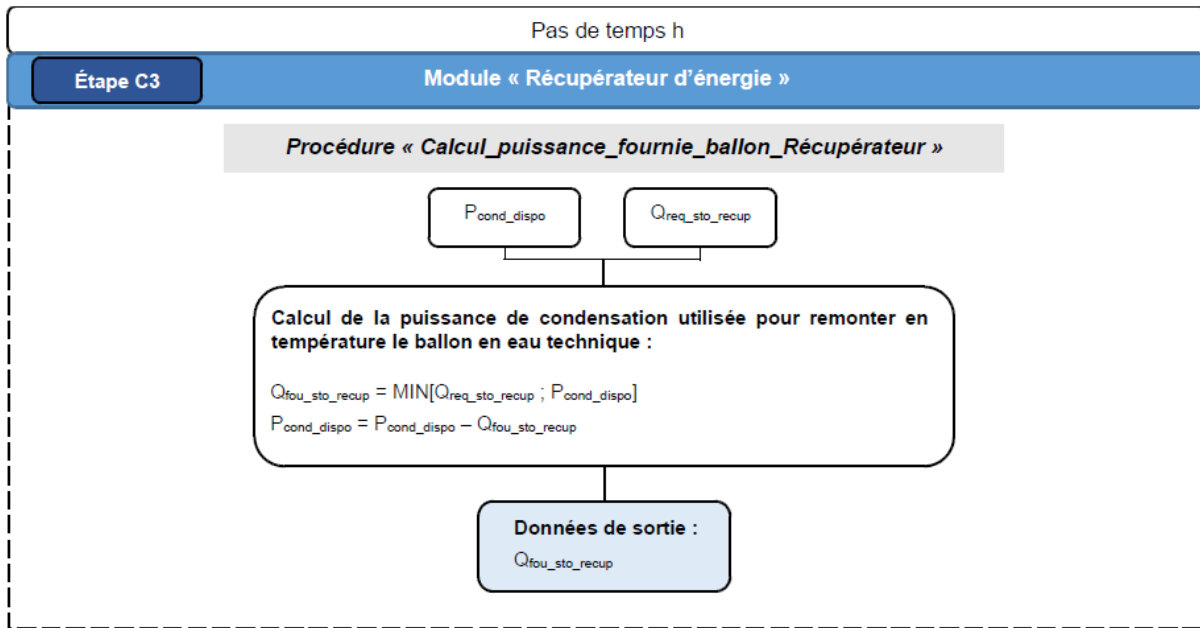 Pas de temps h
Étape C3
Module « Récupérateur d'énergie »
Procédure « Calcul_puissance_fournie_ballon_Récupérateur »
Pcond_dispo
Qreq_sto_recup
Calcul de la puissance de condensation utilisée pour remonter en
température le ballon en eau technique :
Qfou_sto_recup = MIN[Qreq_sto_recup ; Pcond_dispo]
Pcond_dispo = Pcond_dispo – Qfou_sto_recup
Données de sortie :
Qfou_sto_recup